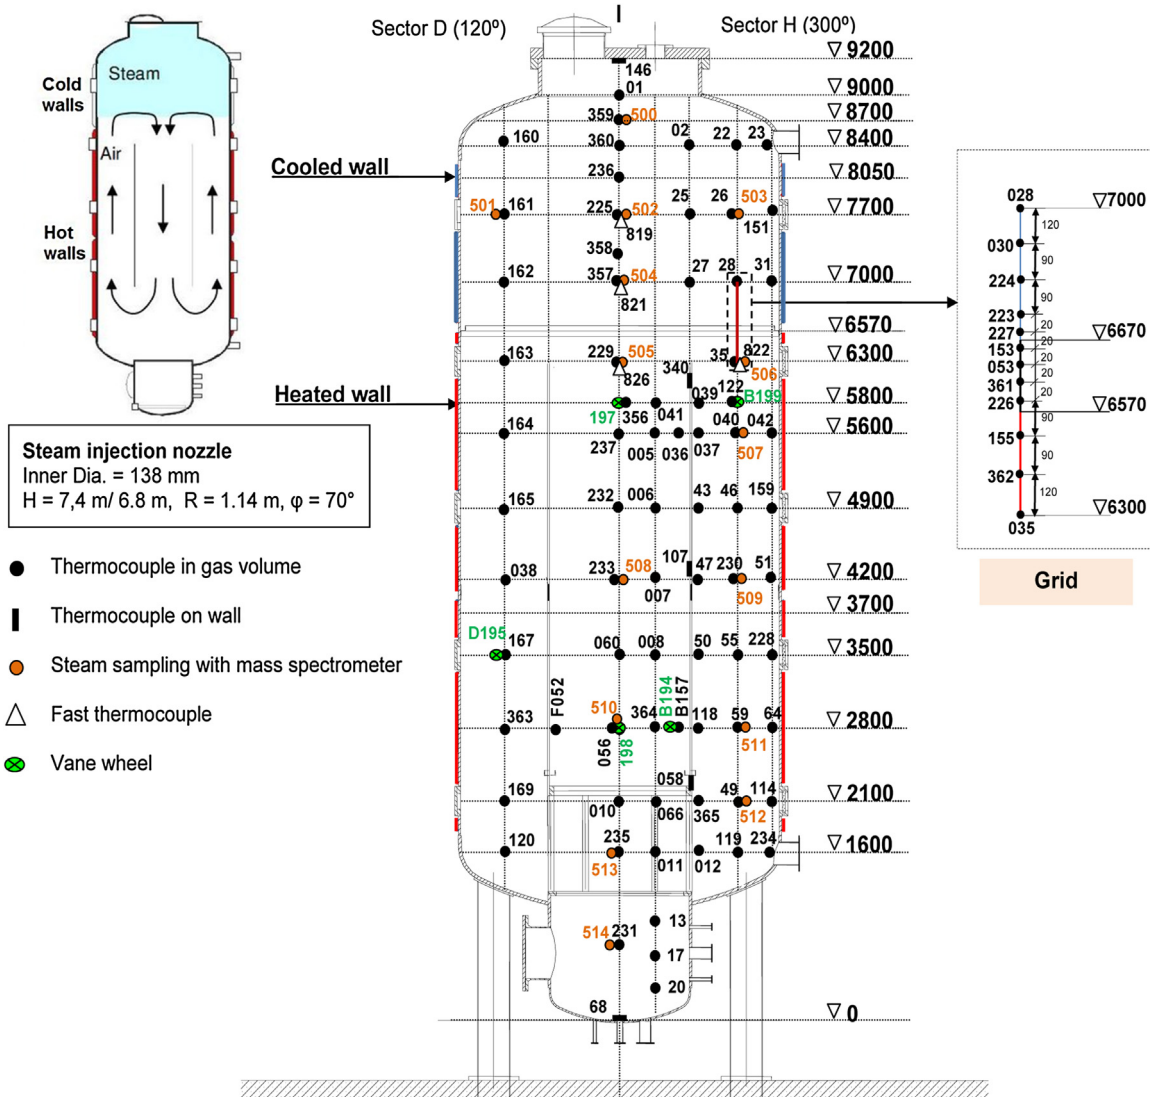 Steam
Cold
walls
Air
Hot
walls
Sector D (120º)
I
Sector H (300º)
Cooled wall
Heated wall
Steam injection nozzle
Inner Dia. = 138 mm
H = 7,4 m/ 6.8 m, R = 1.14 m, φ = 70°
Thermocouple in gas volume
Thermocouple on wall
Steam sampling with mass spectrometer
Fast thermocouple
Vane wheel
▽ 9200
146
01
▽ 9000
359 500
▽ 8700
160 360 02 22 23
▽ 8400
236
▽ 8050
501 161 225 502 25 26 503
▽ 7700
819 151
358
162 357 504 27 28 31
▽ 7000
821
▽ 6570
163 229 505 340 35 822
▽ 6300
826 506
039 122 B199
▽ 5800
197 356 041
164 040 042
▽ 5600
237 005 036 037 507
165 232 006 43 46 159
▽ 4900
038 233 508 107 47 230 51
▽ 4200
007 509
▽ 3700
D195
167 060 008 50 55 228
▽ 3500
F052 B194 B157
363 510 364 118 59 64
▽ 2800
056 198 511
058
169 49 114
▽ 2100
010 066 365 512
120 235 119 234
▽ 1600
513 011 012
514 231 13
17
20
68
▽ 0
028 ▽7000
120
030
90
224
90
223
20
227 ▽6670
20
153
20
053
20
361
20
226 ▽6570
90
155
90
362
120
▽6300
035
Grid